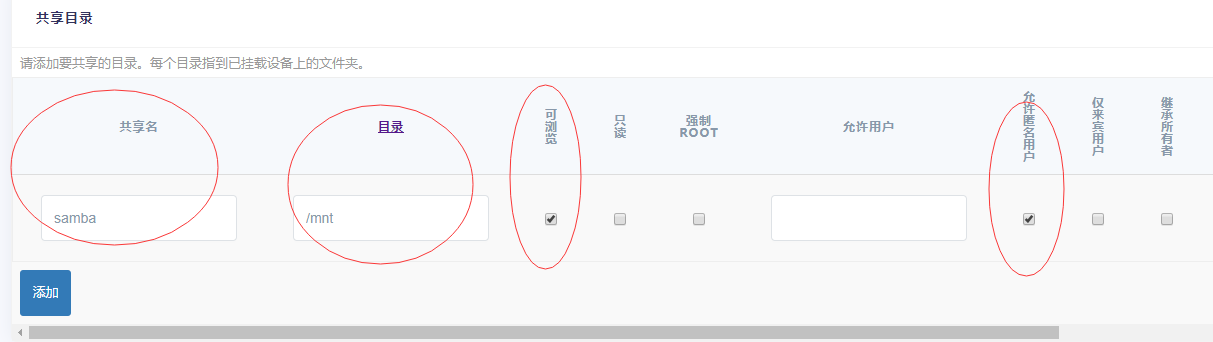 共享目录
请添加要共享的目录。每个目录指到已挂载设备上的文件夹。
共享名 目录 可浏览 只读 强制 ROOT 允许用户 允许匿名用户 仅来宾用户 继承所有者
samba /mnt
添加